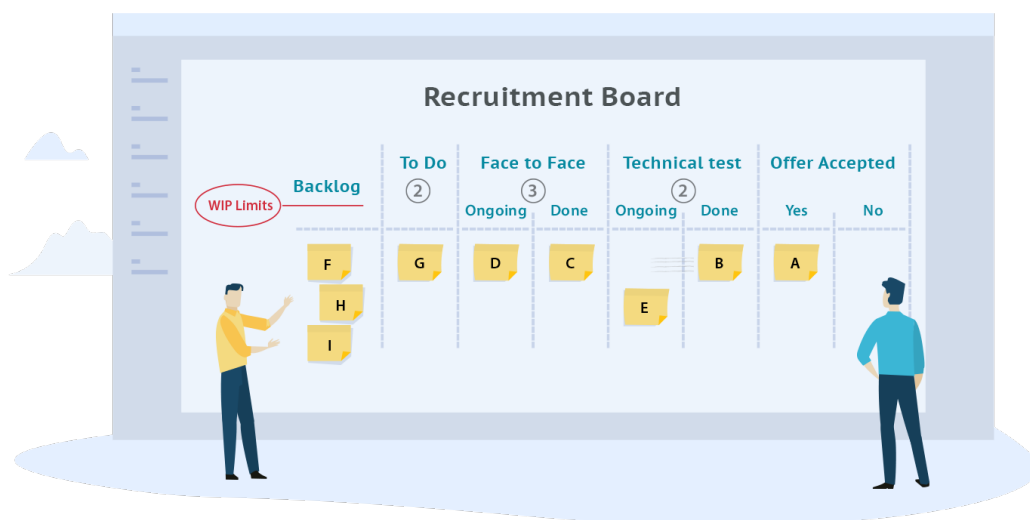 Recruitment Board
To Do Face to Face Technical test Offer Accepted
Backlog
WIP Limits
2 3 2
Ongoing Done Ongoing Done Yes No
F G D C B A
H
E
I